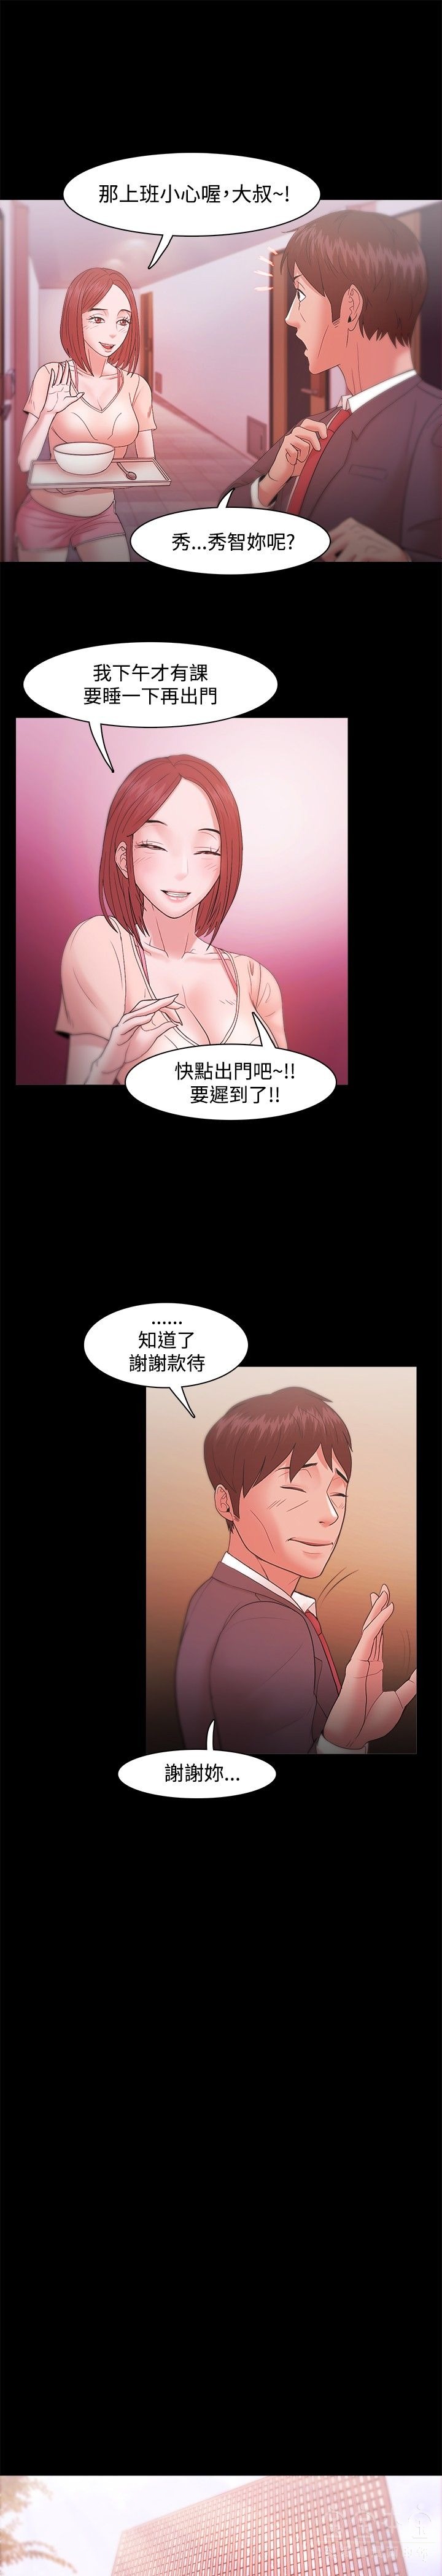 那上班小心喔，大叔~!
秀...秀智妳呢?
我下午才有課
要睡一下再出門
快點出門吧~!!
要遲到了!!
......
知道了
謝謝款待
謝謝妳...